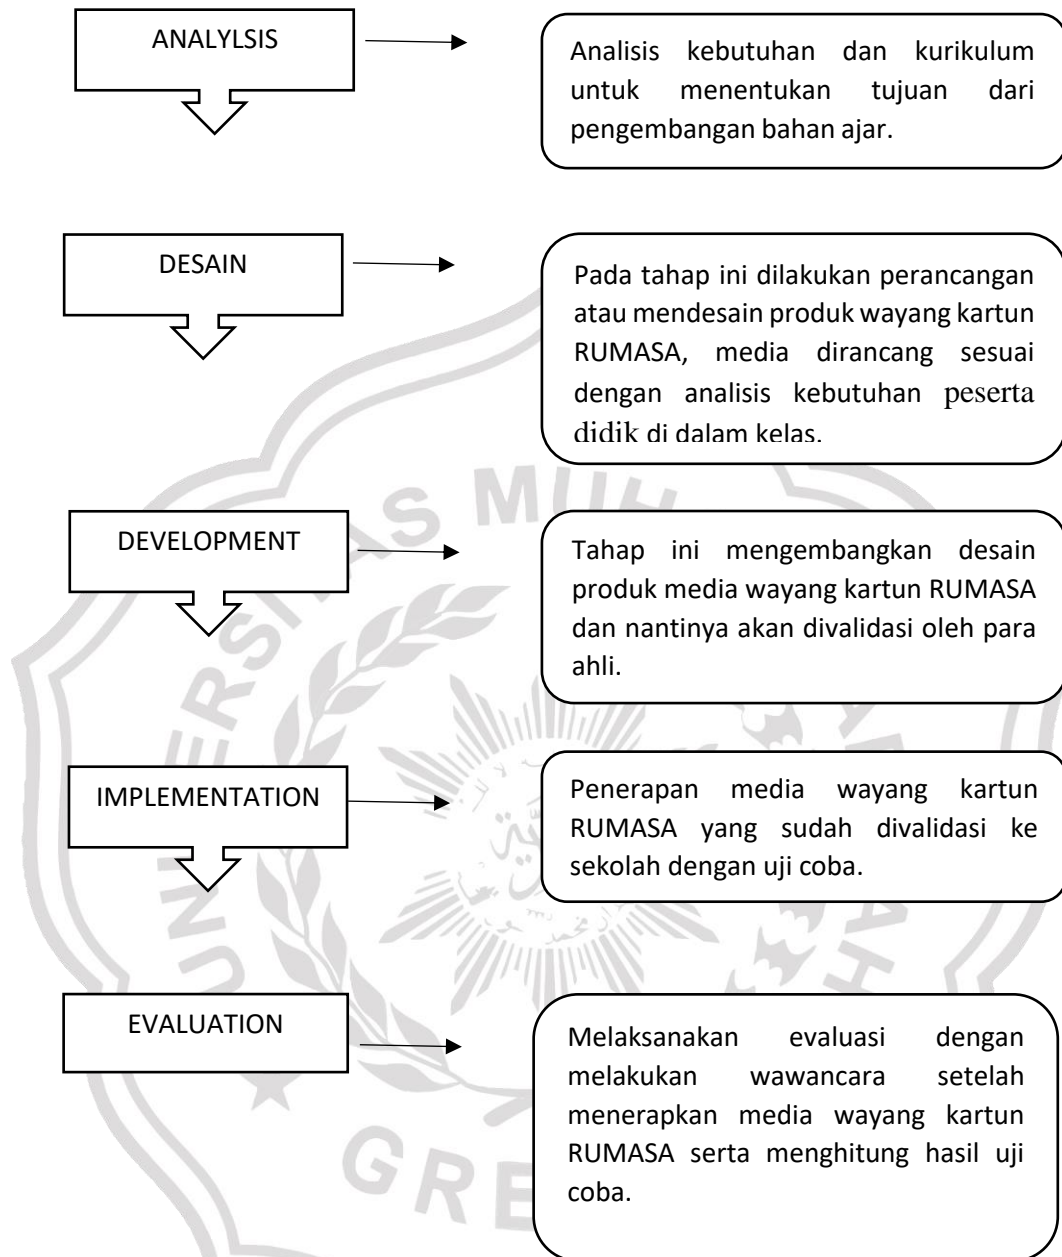 ANALYLSIS
Analisis kebutuhan dan kurikulum
untuk menentukan tujuan dari
pengembangan bahan ajar.
DESAIN
Pada tahap ini dilakukan perancangan
atau mendesain produk wayang kartun
RUMASA, media dirancang sesuai
dengan analisis kebutuhan peserta
didik di dalam kelas.
DEVELOPMENT
Tahap ini mengembangkan desain
produk media wayang kartun RUMASA
dan nantinya akan divalidasi oleh para
ahli.
IMPLEMENTATION
Penerapan media wayang kartun
RUMASA yang sudah divalidasi ke
sekolah dengan uji coba.
EVALUATION
Melaksanakan evaluasi dengan
melakukan wawancara setelah
menerapkan media wayang kartun
RUMASA serta menghitung hasil uji
coba.
UNIVERSITAS MUH
GRE